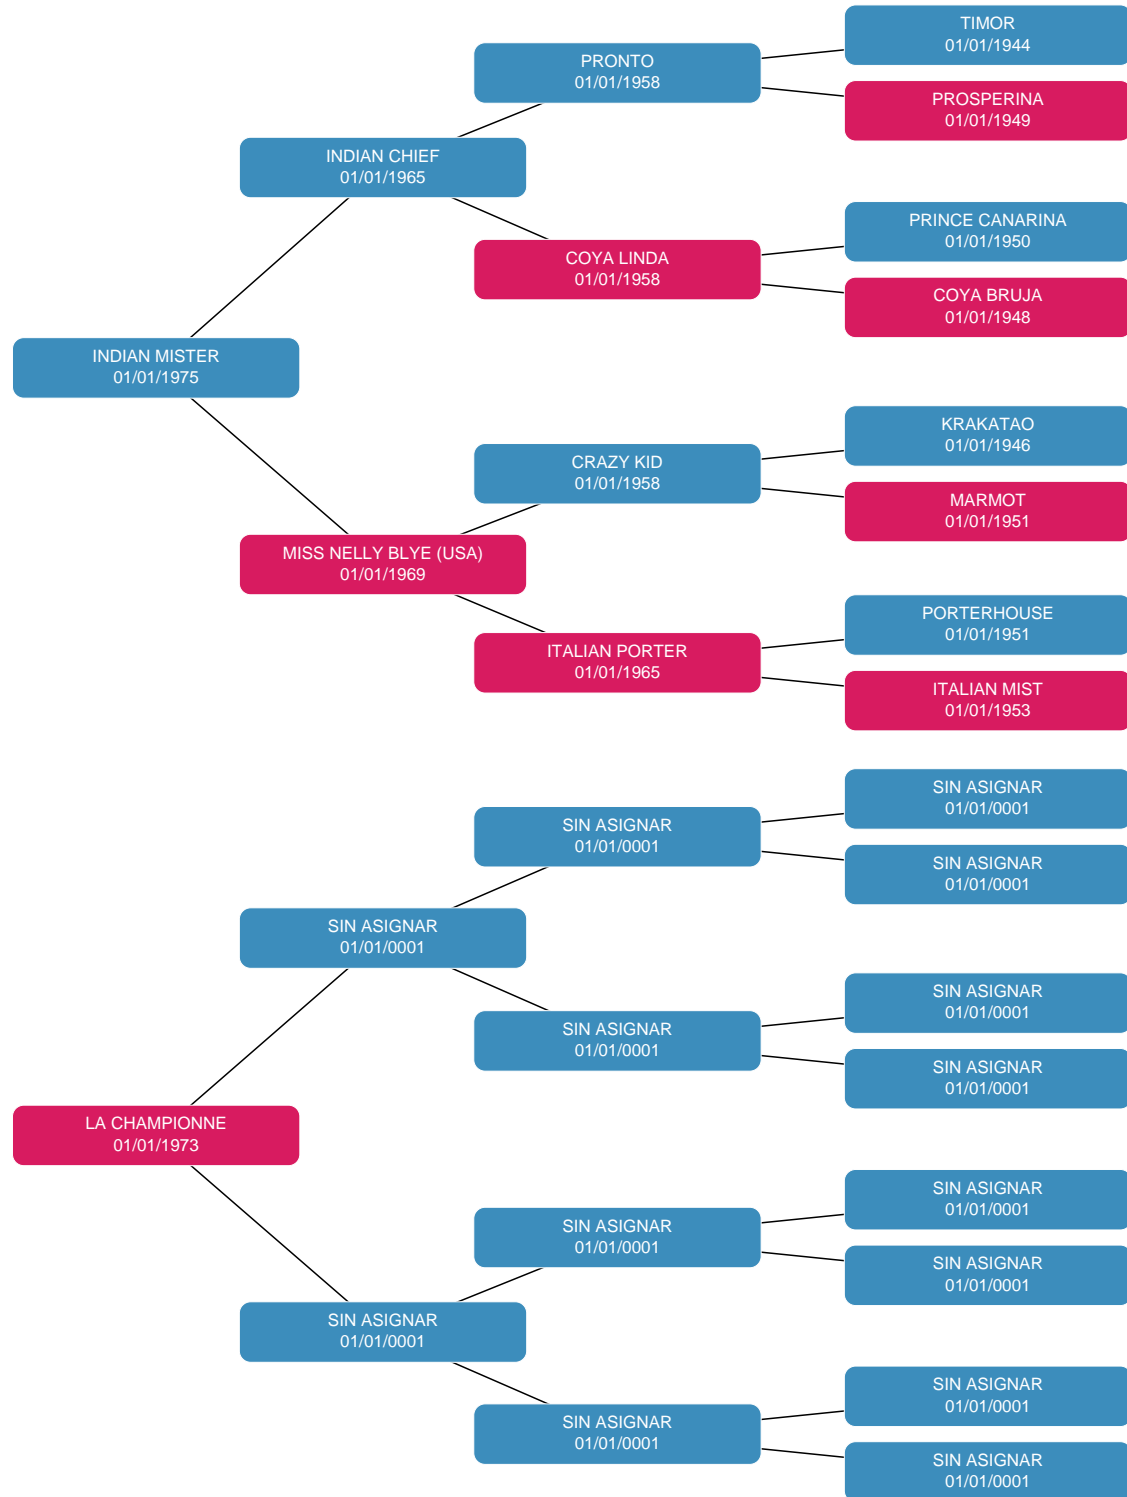 TIMOR
01/01/1944
PRONTO
01/01/1958
PROSPERINA
01/01/1949
INDIAN CHIEF
01/01/1965
PRINCE CANARINA
01/01/1950
COYA LINDA
01/01/1958
COYA BRUJA
01/01/1948
INDIAN MISTER
01/01/1975
KRAKATAO
01/01/1946
CRAZY KID
01/01/1958
MARMOT
01/01/1951
MISS NELLY BLYE (USA)
01/01/1969
PORTERHOUSE
01/01/1951
ITALIAN PORTER
01/01/1965
ITALIAN MIST
01/01/1953
SIN ASIGNAR
01/01/0001
SIN ASIGNAR
01/01/0001
SIN ASIGNAR
01/01/0001
SIN ASIGNAR
01/01/0001
SIN ASIGNAR
01/01/0001
SIN ASIGNAR
01/01/0001
SIN ASIGNAR
01/01/0001
LA CHAMPIONNE
01/01/1973
SIN ASIGNAR
01/01/0001
SIN ASIGNAR
01/01/0001
SIN ASIGNAR
01/01/0001
SIN ASIGNAR
01/01/0001
SIN ASIGNAR
01/01/0001
SIN ASIGNAR
01/01/0001
SIN ASIGNAR
01/01/0001